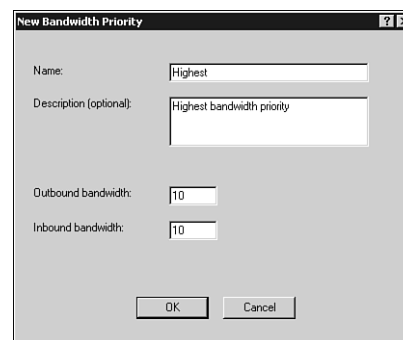 New Bandwidth Priority
Name: Highest
Description (optional): Highest bandwidth priority
Outbound bandwidth: 10
Inbound bandwidth: 10
OK Cancel